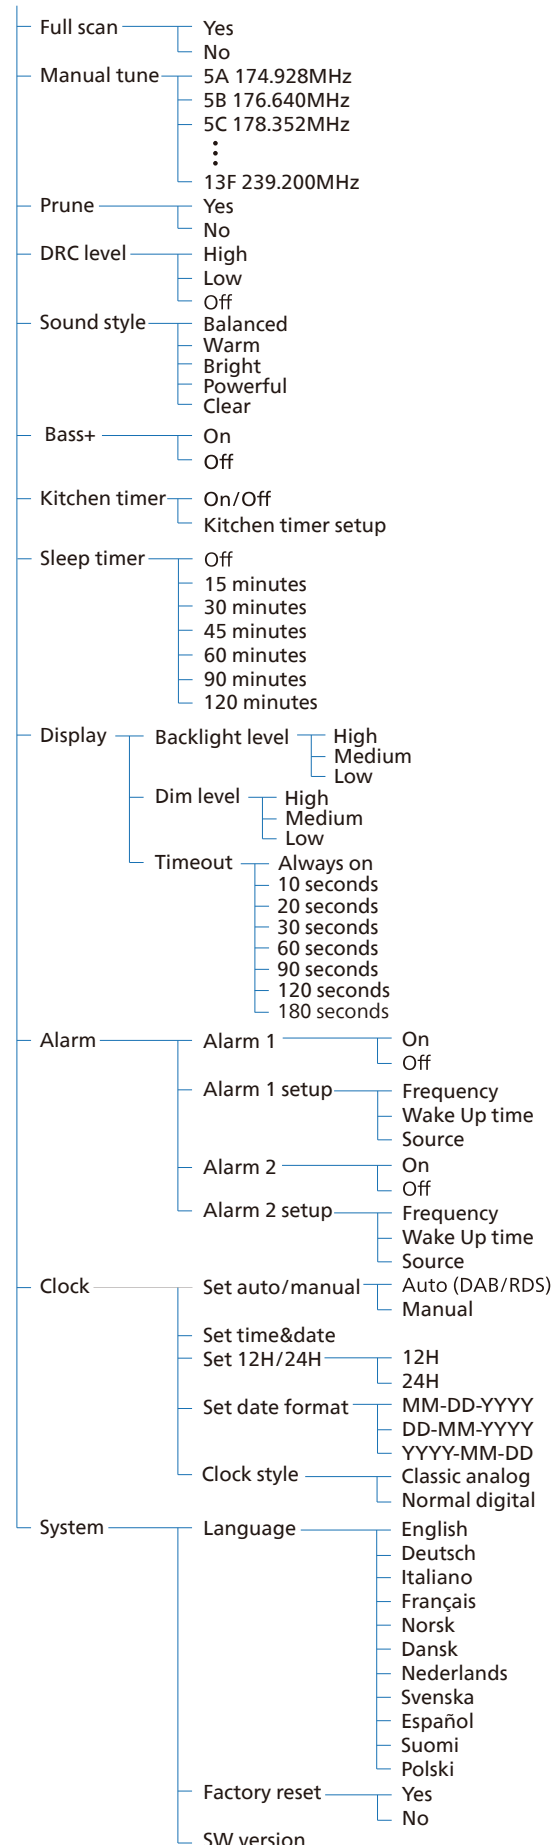 Full scan Yes
No
Manual tune 5A 174.928MHz
5B 176.640MHz
5C 178.352MHz
13F 239.200MHz
Prune Yes
No
DRC level High
Low
Off
Sound style Balanced
Warm
Bright
Powerful
Clear
Bass+ On
Off
Kitchen timer On/Off
Kitchen timer setup
Sleep timer Off
15 minutes
30 minutes
45 minutes
60 minutes
90 minutes
120 minutes
Display Backlight level High
Medium
Low
Dim level High
Medium
Low
Timeout Always on
10 seconds
20 seconds
30 seconds
60 seconds
90 seconds
120 seconds
180 seconds
Alarm Alarm 1 On
Off
Alarm 1 setup Frequency
Wake Up time
Source
Alarm 2 On
Off
Alarm 2 setup Frequency
Wake Up time
Source
Clock Set auto/manual Auto (DAB/RDS)
Manual
Set time&date
Set 12H/24H 12H
24H
Set date format MM-DD-YYYY
DD-MM-YYYY
YYYY-MM-DD
Clock style Classic analog
Normal digital
System Language English
Deutsch
Italiano
Français
Norsk
Dansk
Nederlands
Svenska
Español
Suomi
Polski
Factory reset Yes
No
SW version